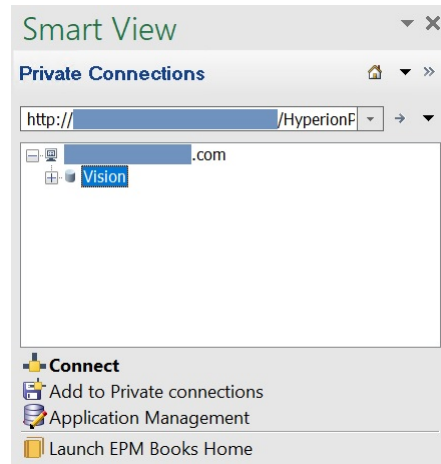 Smart View
Private Connections
http:// /HyperionP
.com
Vision
Connect
Add to Private connections
Application Management
Launch EPM Books Home